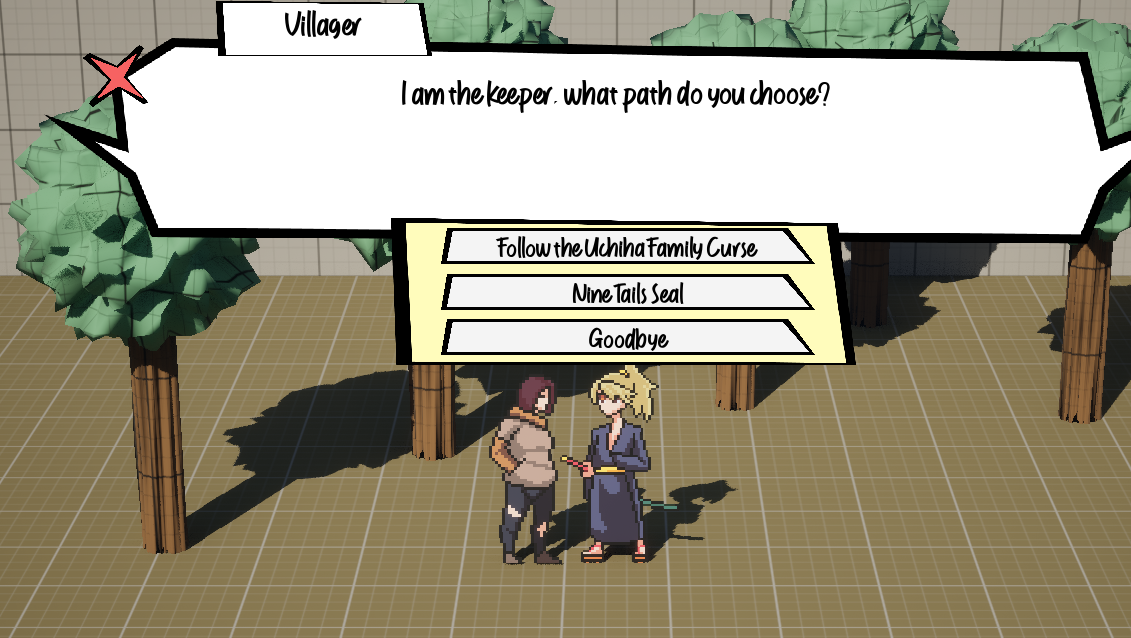 Villager
I am the keeper. what path do you choose?
Follow the Uchiha Family Curse
Nine Tails Seal
Goodbye